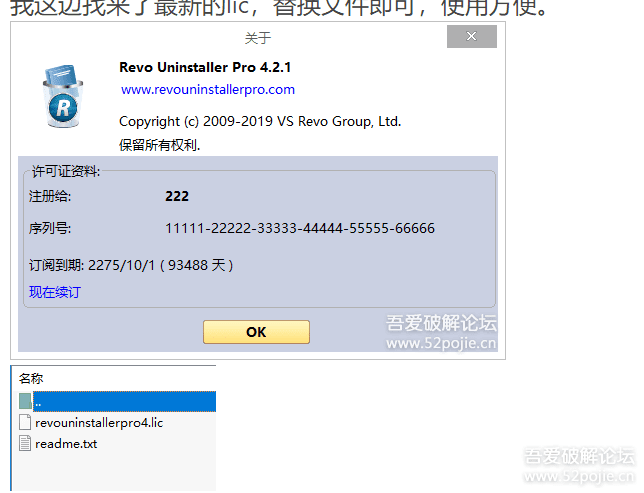 我这边找来了最新的lic，替换文件即可，使用方便。
关于
Revo Uninstaller Pro 4.2.1
www.revouninstallerpro.com
Copyright (c) 2009-2019 VS Revo Group, Ltd.
保留所有权利.
许可证资料:
注册给: 222
序列号: 11111-22222-33333-44444-55555-66666
订阅到期: 2275/10/1 ( 93488 天 )
现在续订
OK
吾爱破解论坛
www.52pojie.cn
名称
..
revouninstallerpro4.lic
readme.txt
吾爱破解论坛
www.52pojie.cn